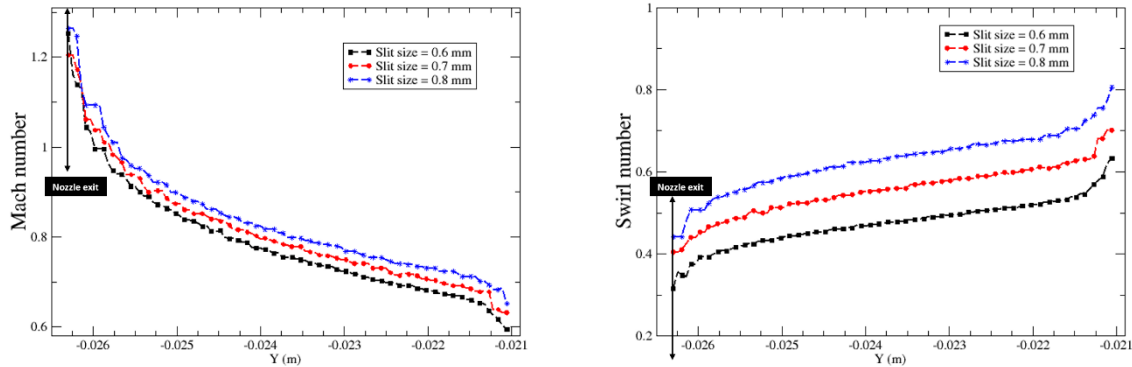 Mach number
1.2
1
0.8
0.6
Nozzle exit
Slit size = 0.6 mm
Slit size = 0.7 mm
Slit size = 0.8 mm
-0.026
-0.025
-0.024
-0.023
-0.022
-0.021
Y (m)
Swirl number
1
0.8
0.6
0.4
0.2
Nozzle exit
Slit size = 0.6 mm
Slit size = 0.7 mm
Slit size = 0.8 mm
-0.026
-0.025
-0.024
-0.023
-0.022
-0.021
Y (m)